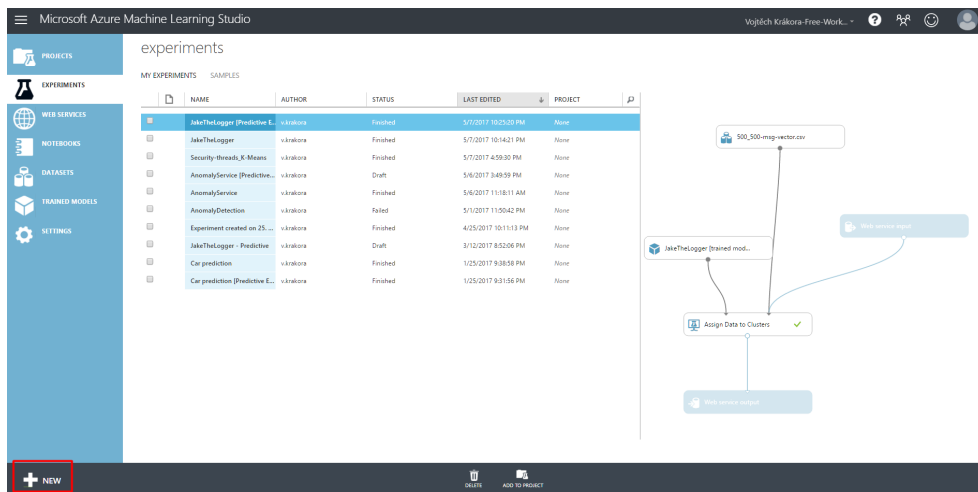 Microsoft Azure Machine Learning Studio
Vojtěch Krákora-Free-Work...
?
PROJECTS
EXPERIMENTS
WEB SERVICES
NOTEBOOKS
DATASETS
TRAINED MODELS
SETTINGS
experiments
MY EXPERIMENTS SAMPLES
NAME AUTHOR STATUS LAST EDITED PROJECT
JakeTheLogger [Predictive E... v.krakora Finished 5/7/2017 10:25:20 PM None
JakeTheLogger v.krakora Finished 5/7/2017 10:14:21 PM None
Security-threads_K-Means v.krakora Finished 5/7/2017 4:59:30 PM None
AnomalyService [Predictive... v.krakora Draft 5/6/2017 3:49:59 PM None
AnomalyService v.krakora Finished 5/6/2017 11:18:11 AM None
AnomalyDetection v.krakora Failed 5/1/2017 11:50:42 PM None
Experiment created on 25. ... v.krakora Finished 4/25/2017 10:11:13 PM None
JakeTheLogger - Predictive v.krakora Draft 3/12/2017 8:52:06 PM None
Car prediction v.krakora Finished 1/25/2017 9:38:58 PM None
Car prediction [Predictive E... v.krakora Finished 1/25/2017 9:31:56 PM None
500_500-msg-vector.csv
Web service input
JakeTheLogger [trained mod...
Assign Data to Clusters
Web service output
NEW
DELETE
ADD TO PROJECT